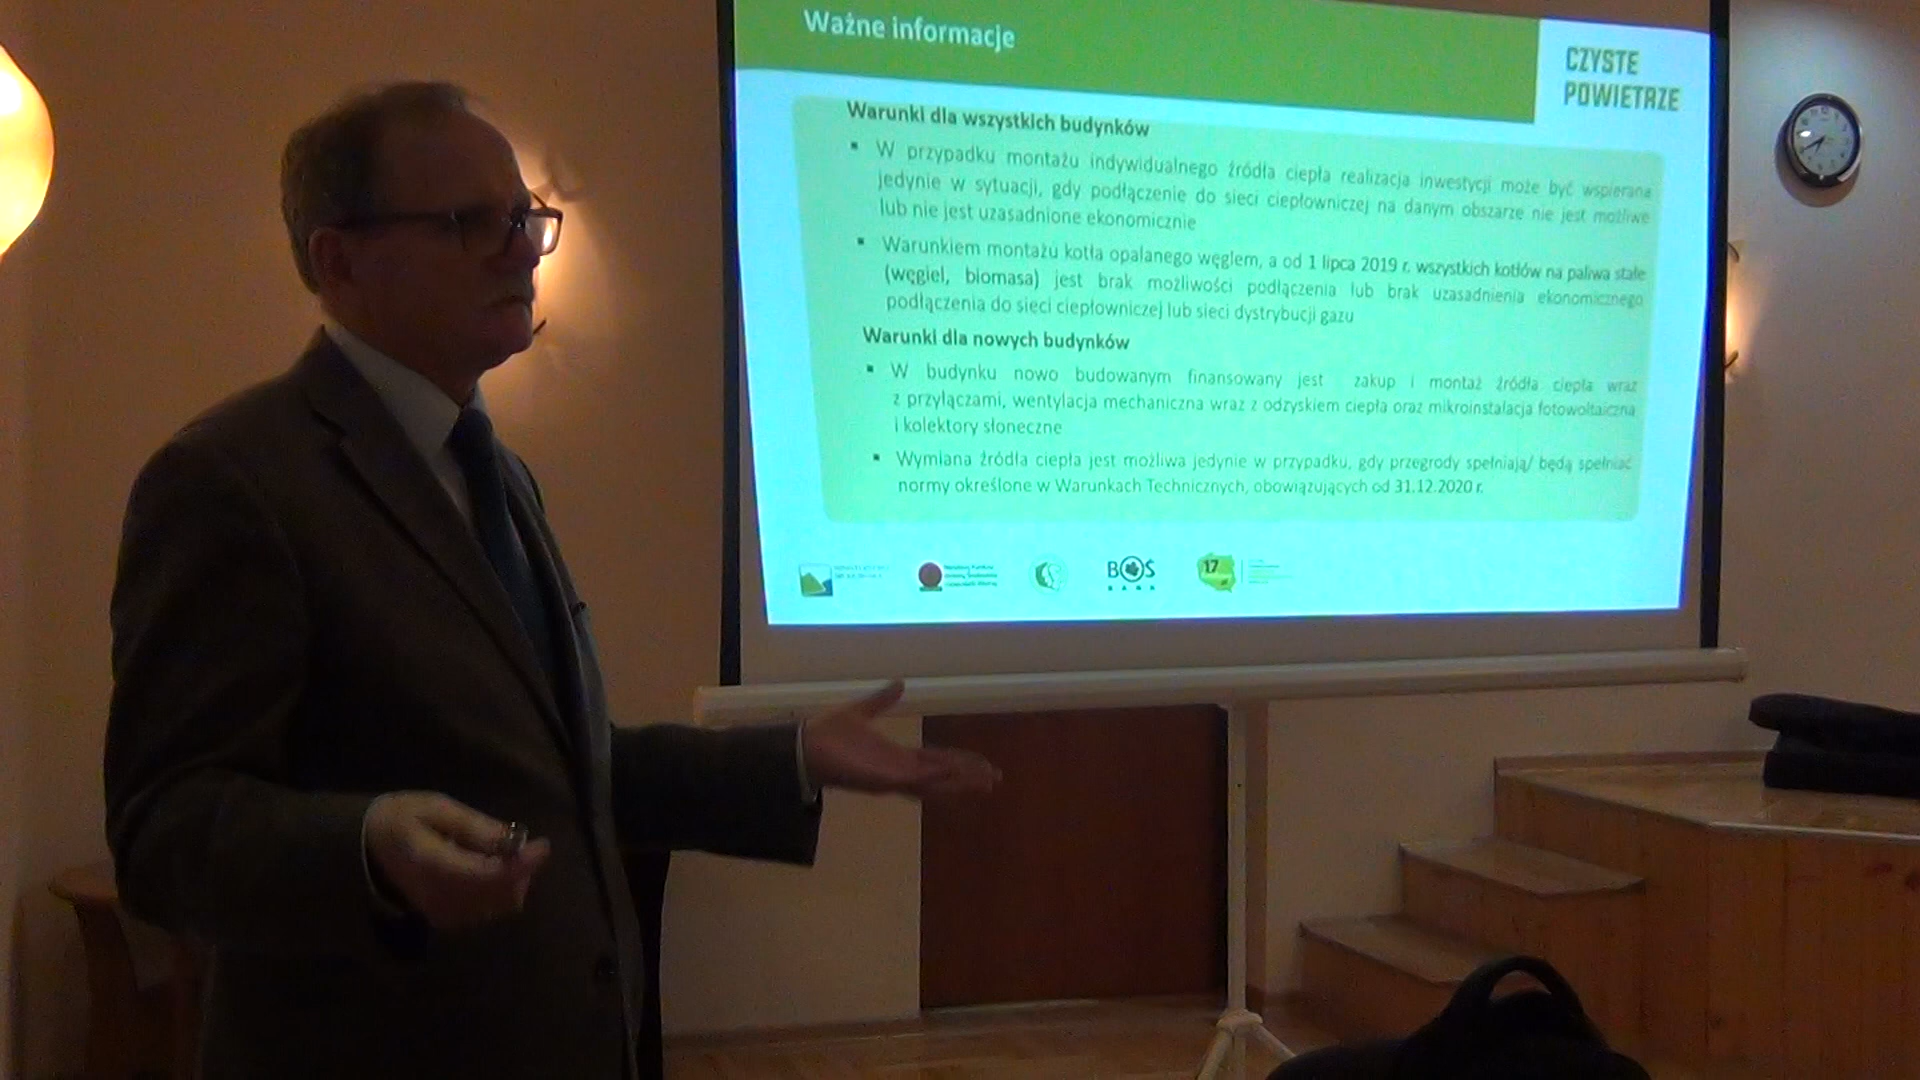 Ważne informacje
CZYSTE
POWIETRZE
Warunki dla wszystkich budynków
▪ W przypadku montażu indywidualnego źródła ciepła realizacja inwestycji może być wspierana
jedynie w sytuacji, gdy podłączenie do sieci ciepłowniczej na danym obszarze nie jest możliwe
lub nie jest uzasadnione ekonomicznie
▪ Warunkiem montażu kotła opalanego węglem, a od 1 lipca 2019 r. wszystkich kotłów na paliwa stałe
(węgiel, biomasa) jest brak możliwości podłączenia lub brak uzasadnienia ekonomicznego
podłączenia do sieci ciepłowniczej lub sieci dystrybucji gazu
Warunki dla nowych budynków
▪ W budynku nowo budowanym finansowany jest zakup i montaż źródła ciepła wraz
z przyłączami, wentylacja mechaniczna wraz z odzyskiem ciepła oraz mikroinstalacja fotowoltaiczna
i kolektory słoneczne
▪ Wymiana źródła ciepła jest możliwa jedynie w przypadku, gdy przegrody spełniają/ będą spełniać
normy określone w Warunkach Technicznych, obowiązujących od 31.12.2020 r.
BOŚ
BANK
17